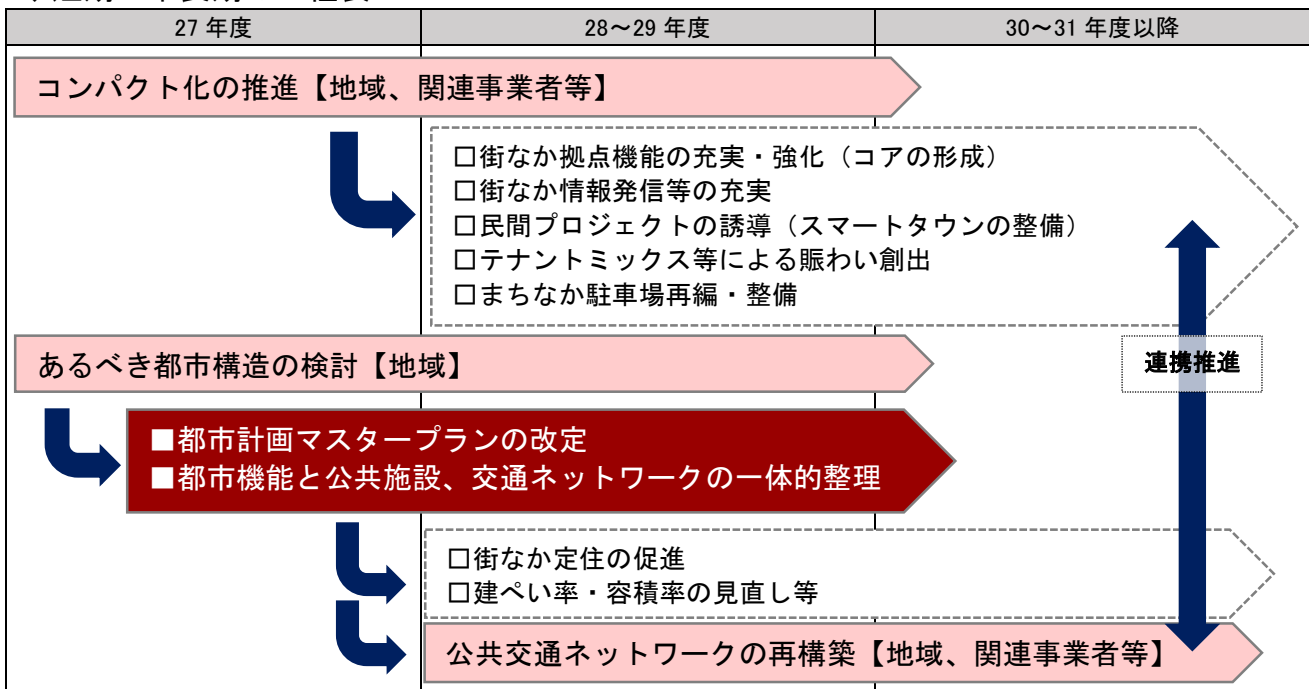 27 年度
28～29 年度
30～31 年度以降
コンパクト化の推進【地域、関連事業者等】
□街なか拠点機能の充実・強化（コアの形成）
□街なか情報発信等の充実
□民間プロジェクトの誘導（スマートタウンの整備）
□テナントミックス等による賑わい創出
□まちなか駐車場再編・整備
あるべき都市構造の検討【地域】
連携推進
■都市計画マスタープランの改定
■都市機能と公共施設、交通ネットワークの一体的整理
□街なか定住の促進
□建ぺい率・容積率の見直し等
公共交通ネットワークの再構築【地域、関連事業者等】